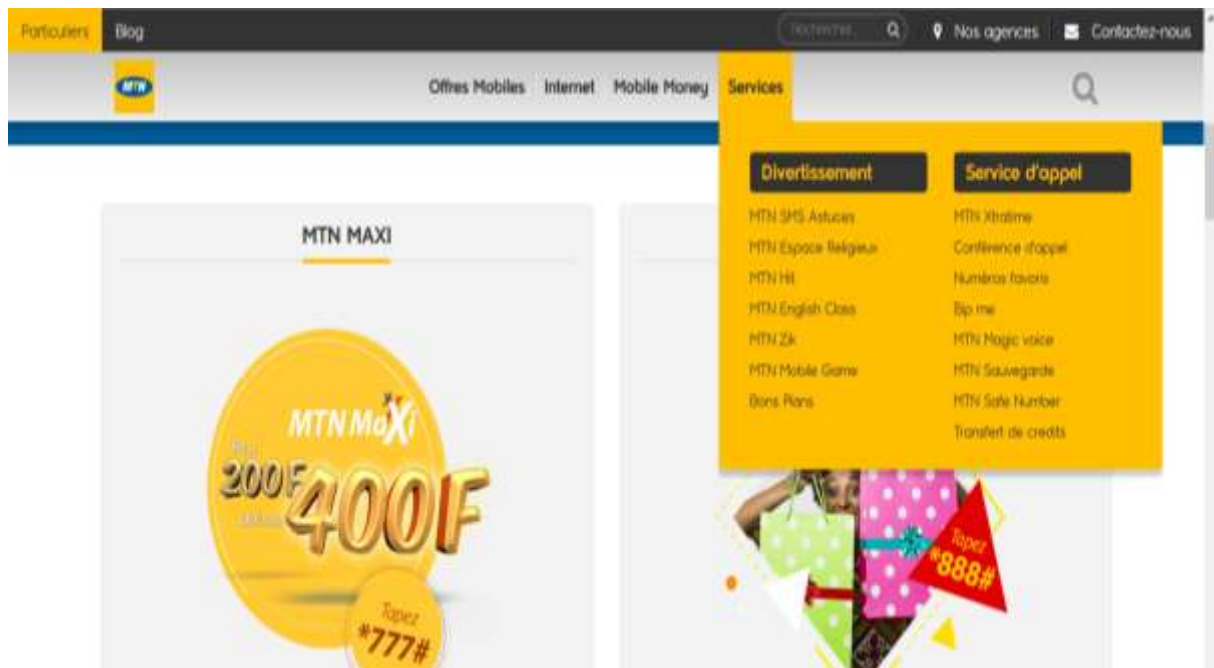 Particuliers Blog Rechercher Nos agences Contactez-nous
MTN Offres Mobiles Internet Mobile Money Services
Divertissement
MTN SMS Astuces
MTN Espace Religieux
MTN Hit
MTN English Class
MTN Zik
MTN Mobile Game
Bons Plans
Service d'appel
MTN Xtratime
Conférence d'appel
Numéros favoris
Bip me
MTN Magic voice
MTN Sauvegarde
MTN Safe Number
Transfert de credits
MTN MAXI
MTN MaXi
200F
400F
Tapez
*777#
Tapez
*888#